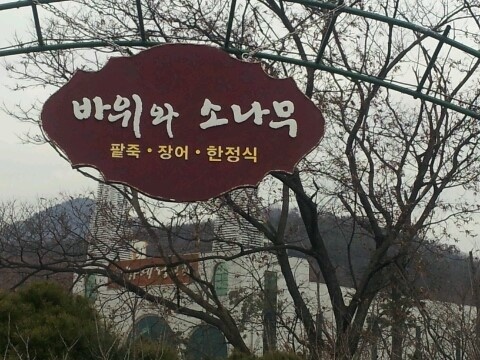 바위와 소나무
팥죽 · 장어 · 한정식